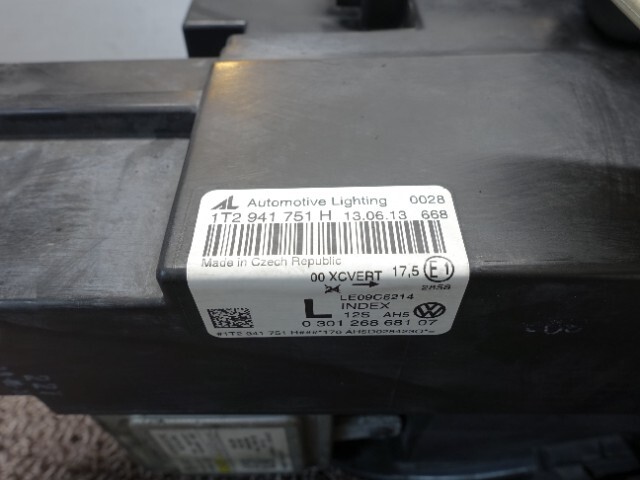 AL Automotive Lighting 0028
1T2 941 751 H 13.06.13 668
Made in Czech Republic
00 XCVERT 17,5 E1
2858
LE09C6214
L INDEX
12S AH5
0 301 268 681 07